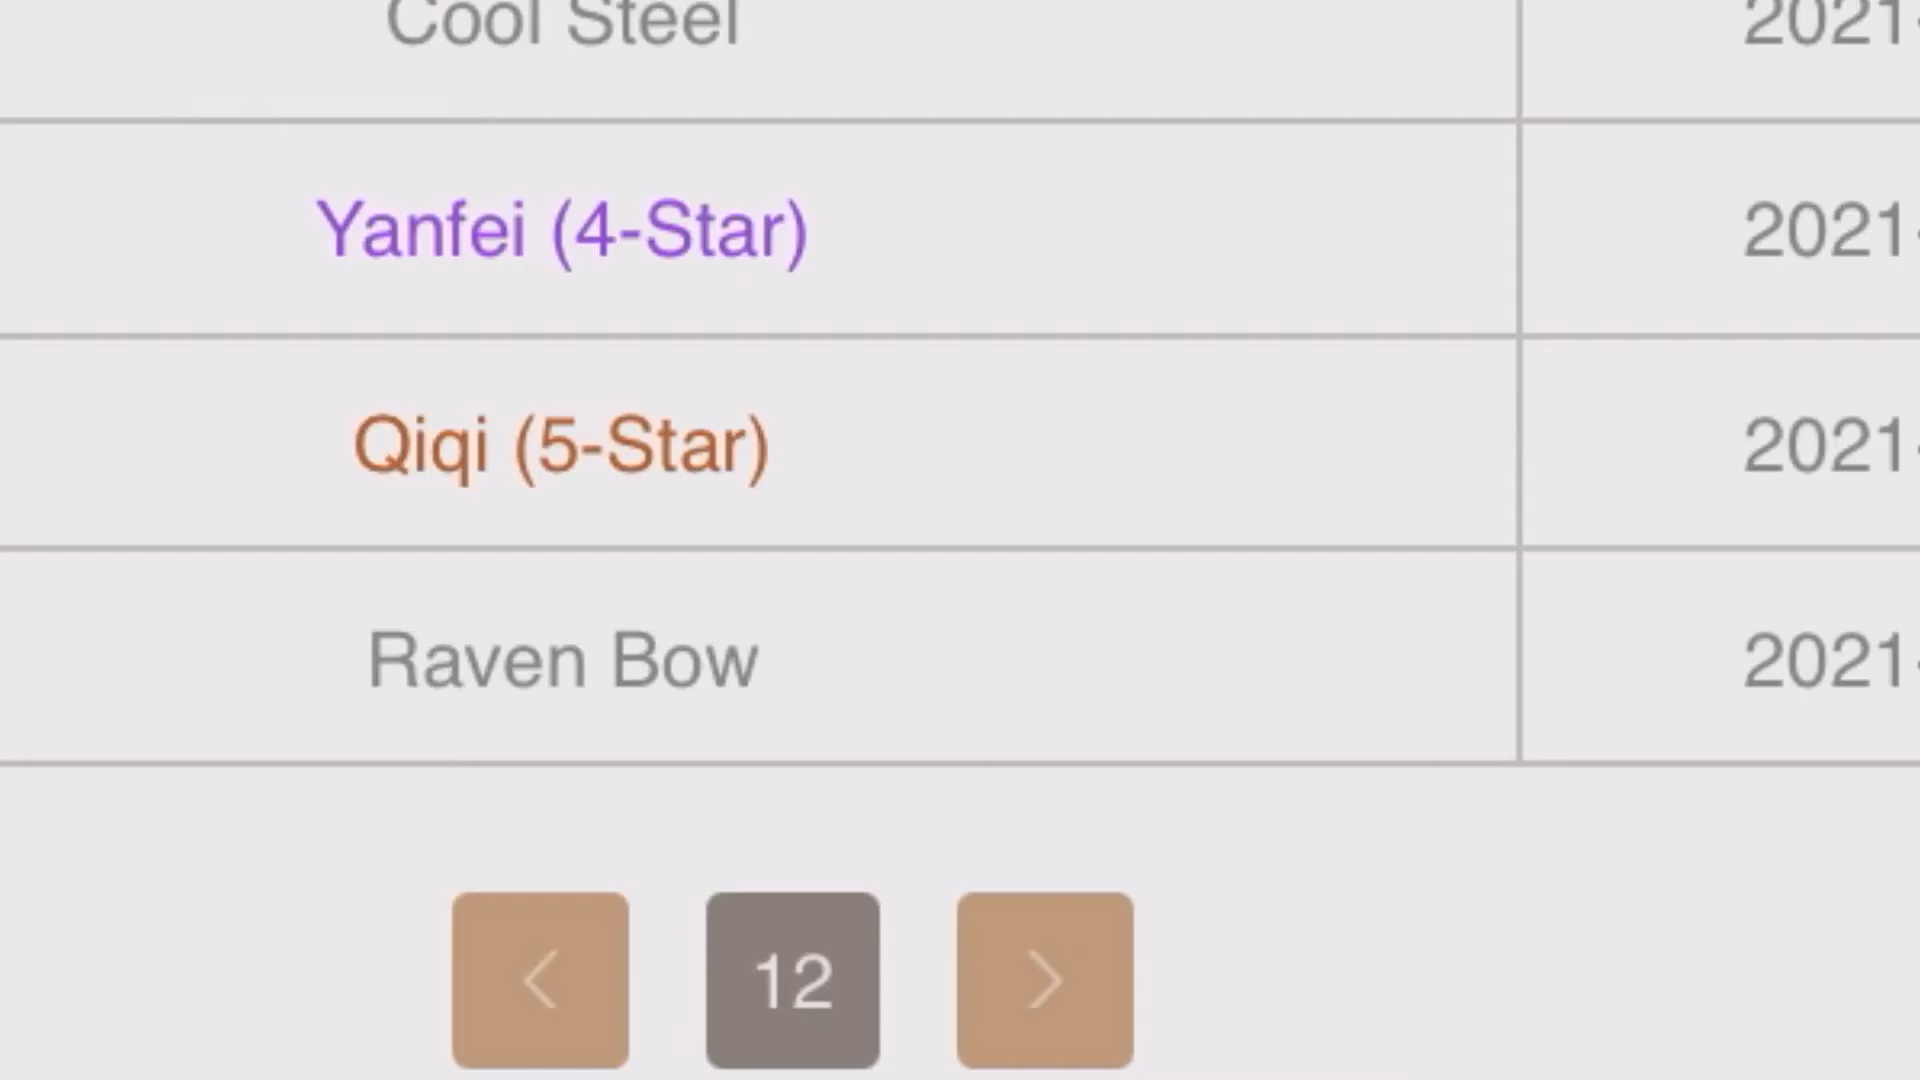 Cool Steel 2021-
Yanfei (4-Star) 2021-
Qiqi (5-Star) 2021-
Raven Bow 2021-
< 12 >